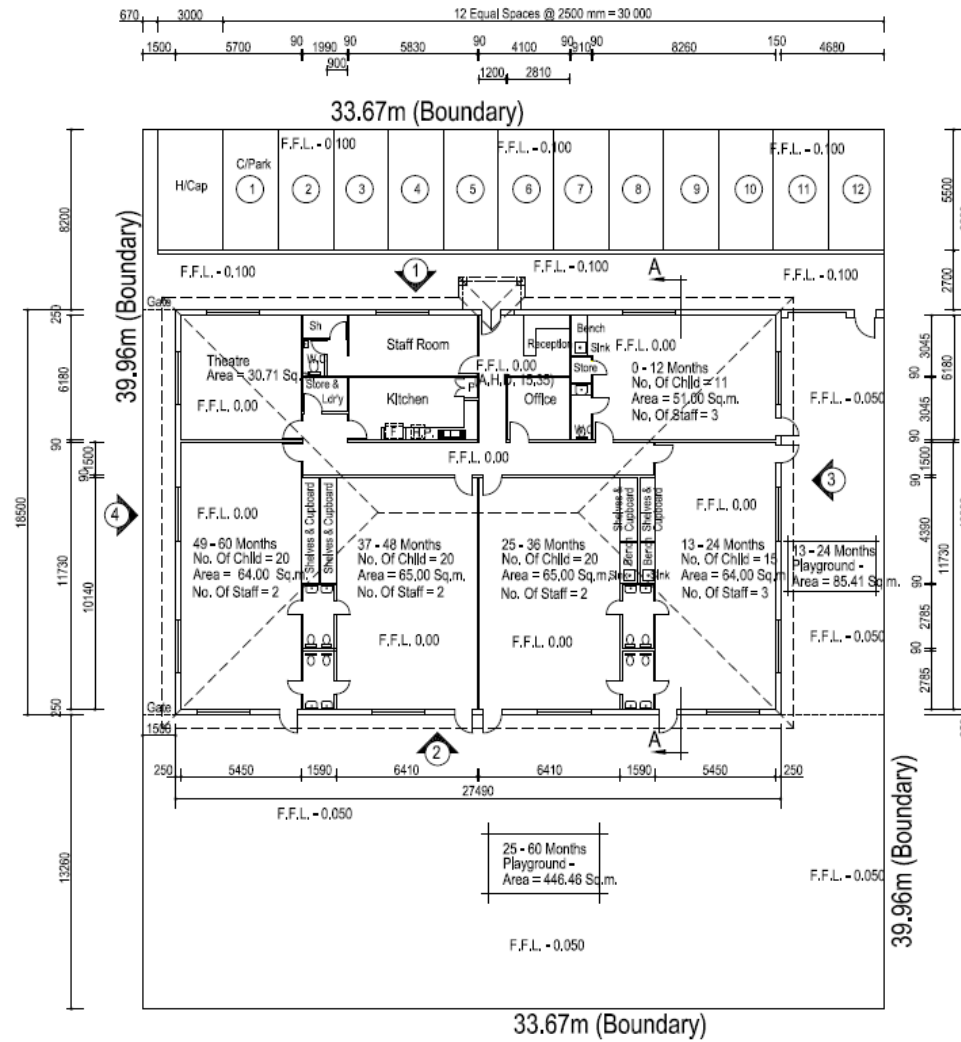 12 Equal Spaces @ 2500 mm = 30 000
670
3000
90
90
90
90
90
150
1500
5700
1990
5830
4100
910
8260
4680
900
1200
2810
33.67m (Boundary)
F.F.L. - 0.100
F.F.L. - 0.100
F.F.L. - 0.100
C/Park
H/Cap
1
2
3
4
5
6
7
8
9
10
11
12
8200
5500
2700
39.96m (Boundary)
F.F.L. - 0.100
1
F.F.L. - 0.100
A
F.F.L. - 0.100
Gate
250
Sh
Bench
Sink
Staff Room
Reception
F.F.L. 0.00
Theatre
Area = 30.71 Sq.
W.C
F.F.L. 0.00
(A.H.D. 15.35)
Store
0 - 12 Months
No. Of Child = 11
Area = 51.00 Sq.m.
No. Of Staff = 3
Store &
Ldr'y
Kitchen
P
Office
F.F.L. 0.00
F
H.P.
W.C
F.F.L. - 0.050
6180
3045
90
3045
6180
F.F.L. 0.00
90
1500
90
90
1500
90
18500
4
3
F.F.L. 0.00
F.F.L. 0.00
Shelves & Cupboard
Shelves & Cupboard
Shelves &
Cupboard
Shelves &
Cupboard
Bench
Bench
Sink
Sink
49 - 60 Months
No. Of Child = 20
Area = 64.00 Sq.m.
No. Of Staff = 2
37 - 48 Months
No. Of Child = 20
Area = 65.00 Sq.m.
No. Of Staff = 2
25 - 36 Months
No. Of Child = 20
Area = 65.00 Sq.m.
No. Of Staff = 2
13 - 24 Months
No. Of Child = 15
Area = 64.00 Sq.m.
No. Of Staff = 3
13 - 24 Months
Playground -
Area = 85.41 Sq.m.
11730
10140
4390
11730
90
2785
90
2785
F.F.L. 0.00
F.F.L. 0.00
F.F.L. - 0.050
250
Gate
1500
2
A
250
5450
1590
6410
6410
1590
5450
250
27490
F.F.L. - 0.050
13260
25 - 60 Months
Playground -
Area = 446.46 Sq.m.
F.F.L. - 0.050
F.F.L. - 0.050
39.96m (Boundary)
33.67m (Boundary)